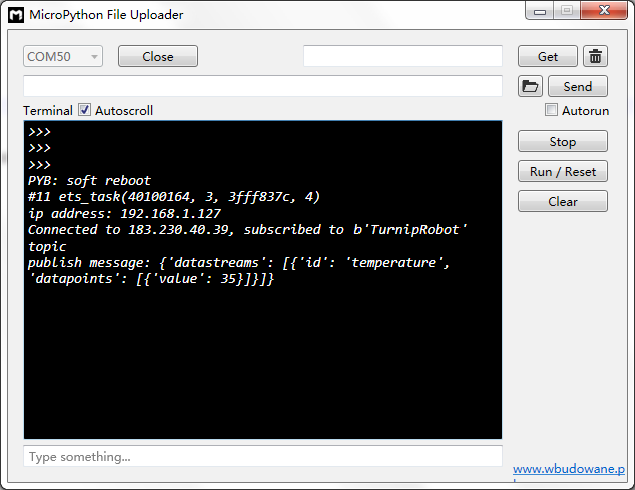 MicroPython File Uploader
COM50
Close
Get
Send
Terminal Autoscroll
Autorun
>>>
>>>
>>>
PYB: soft reboot
#11 ets_task(40100164, 3, 3fff837c, 4)
ip address: 192.168.1.127
Connected to 183.230.40.39, subscribed to b'TurnipRobot'
topic
publish message: {'datastreams': [{'id': 'temperature',
'datapoints': [{'value': 35}]}]}
Stop
Run / Reset
Clear
Type something...
www.wbudowane.p